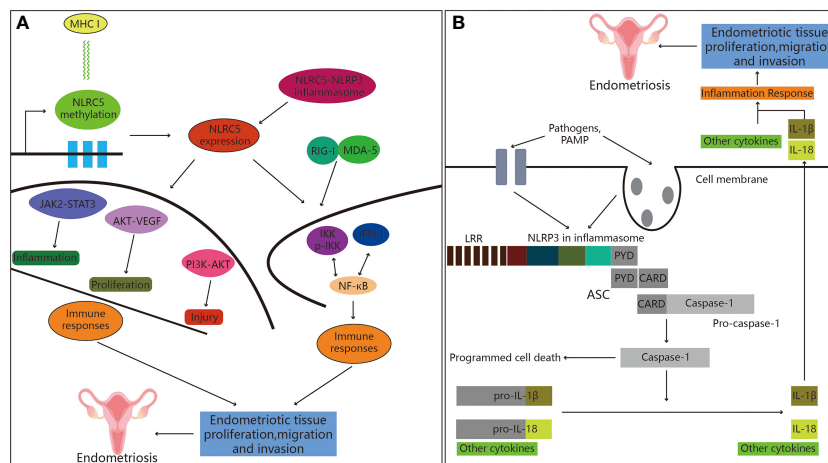 A
MHC I
NLRC5
methylation
NLRC5-NLRP3
inflammasome
NLRC5
expression
RIG-I
MDA-5
JAK2-STAT3
AKT-VEGF
PI3K-AKT
Inflammation
Proliferation
Injury
Immune
responses
IKK
p-IKK
IFN-I
NF-κB
Immune
responses
Endometriosis
Endometriotic tissue
proliferation,migration
and invasion
B
Endometriosis
Endometriotic tissue
proliferation,migration
and invasion
Inflammation Response
IL-1β
IL-18
Other cytokines
Pathogens,
PAMP
Cell membrane
LRR
NLRP3 in inflammasome
PYD
PYD
CARD
ASC
CARD
Caspase-1
Pro-caspase-1
Programmed cell death
Caspase-1
pro-IL-1β
pro-IL-18
Other cytokines
IL-1β
IL-18
Other cytokines